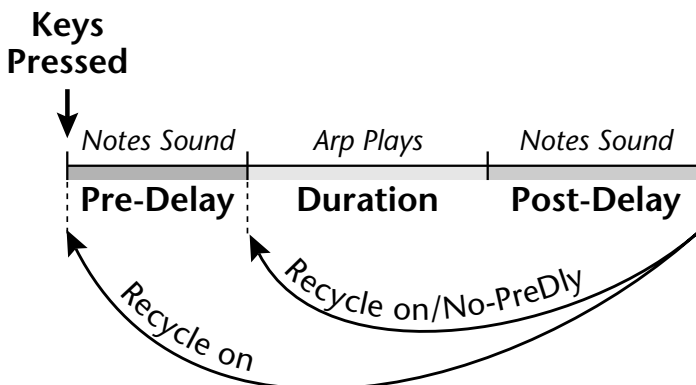 Keys
Pressed
Notes Sound Arp Plays Notes Sound
Pre-Delay Duration Post-Delay
Recycle on/No-PreDly
Recycle on